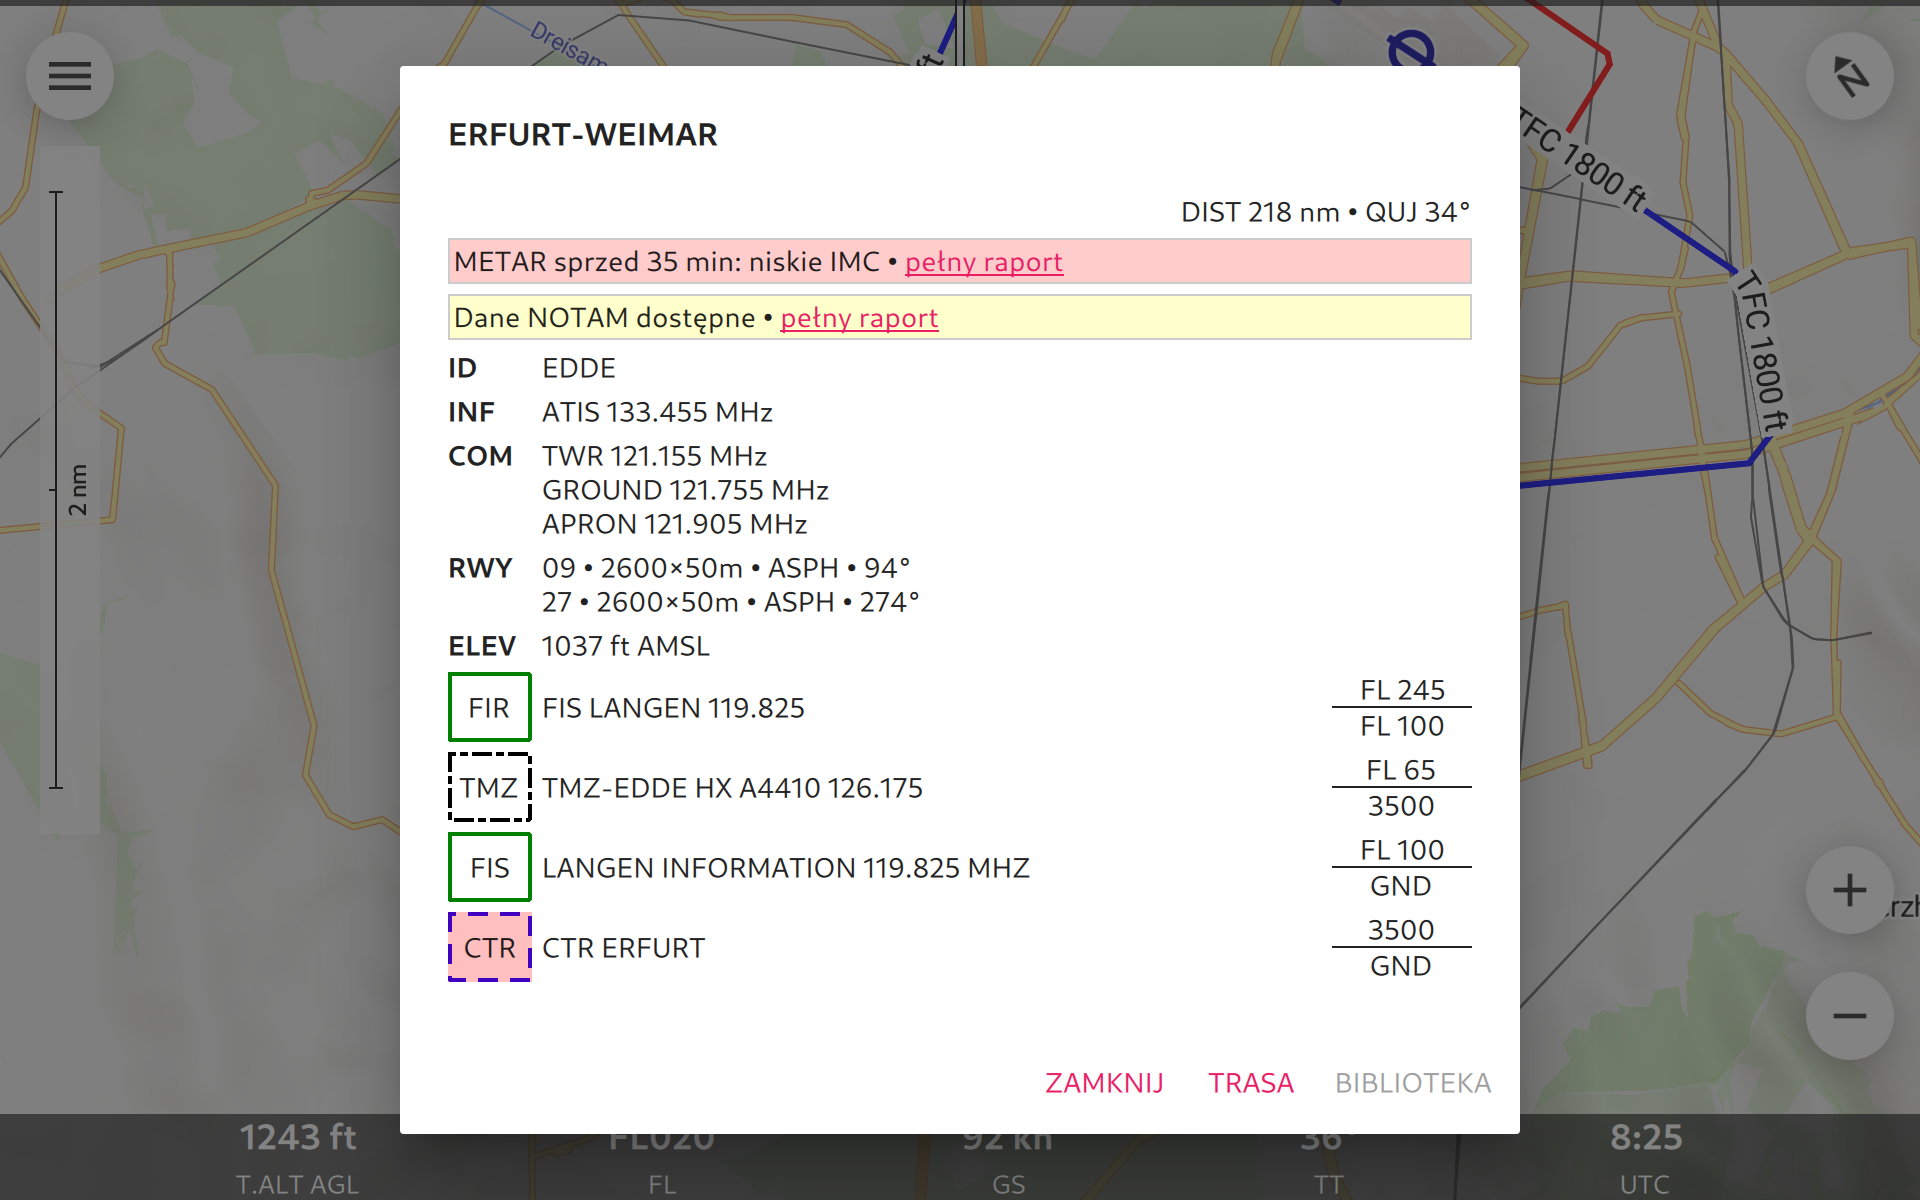 Dreisam
ft
TFC 1800 ft
TFC 1800 ft
N
2 nm
ERFURT-WEIMAR
DIST 218 nm • QUJ 34°
METAR sprzed 35 min: niskie IMC • pełny raport
Dane NOTAM dostępne • pełny raport
ID EDDE
INF ATIS 133.455 MHz
COM TWR 121.155 MHz
GROUND 121.755 MHz
APRON 121.905 MHz
RWY 09 • 2600×50m • ASPH • 94°
27 • 2600×50m • ASPH • 274°
ELEV 1037 ft AMSL
FIR FIS LANGEN 119.825 FL 245
FL 100
TMZ TMZ-EDDE HX A4410 126.175 FL 65
3500
FIS LANGEN INFORMATION 119.825 MHZ FL 100
GND
CTR CTR ERFURT 3500
GND
ZAMKNIJ TRASA BIBLIOTEKA
1243 ft FL020 92 kn 36° 8:25
T.ALT AGL FL GS TT UTC